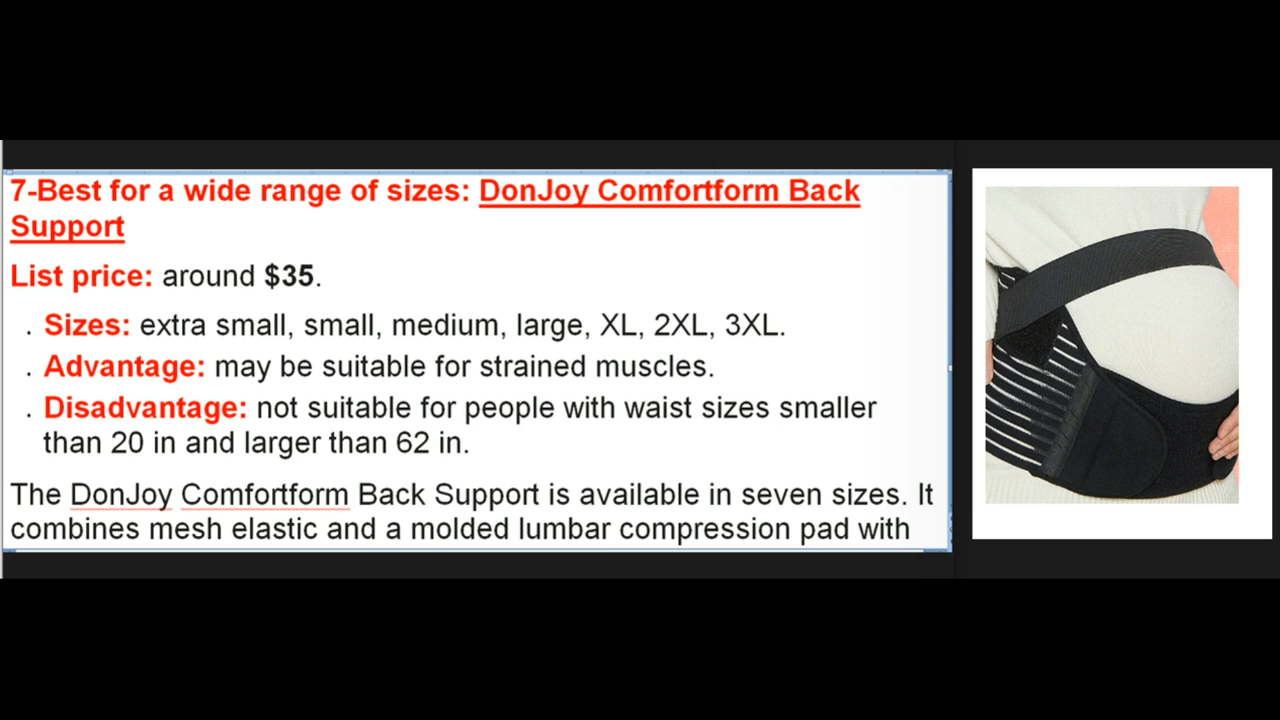 7-Best for a wide range of sizes: DonJoy Comfortform Back
Support
List price: around $35.
. Sizes: extra small, small, medium, large, XL, 2XL, 3XL.
. Advantage: may be suitable for strained muscles.
. Disadvantage: not suitable for people with waist sizes smaller
than 20 in and larger than 62 in.
The DonJoy Comfortform Back Support is available in seven sizes. It
combines mesh elastic and a molded lumbar compression pad with